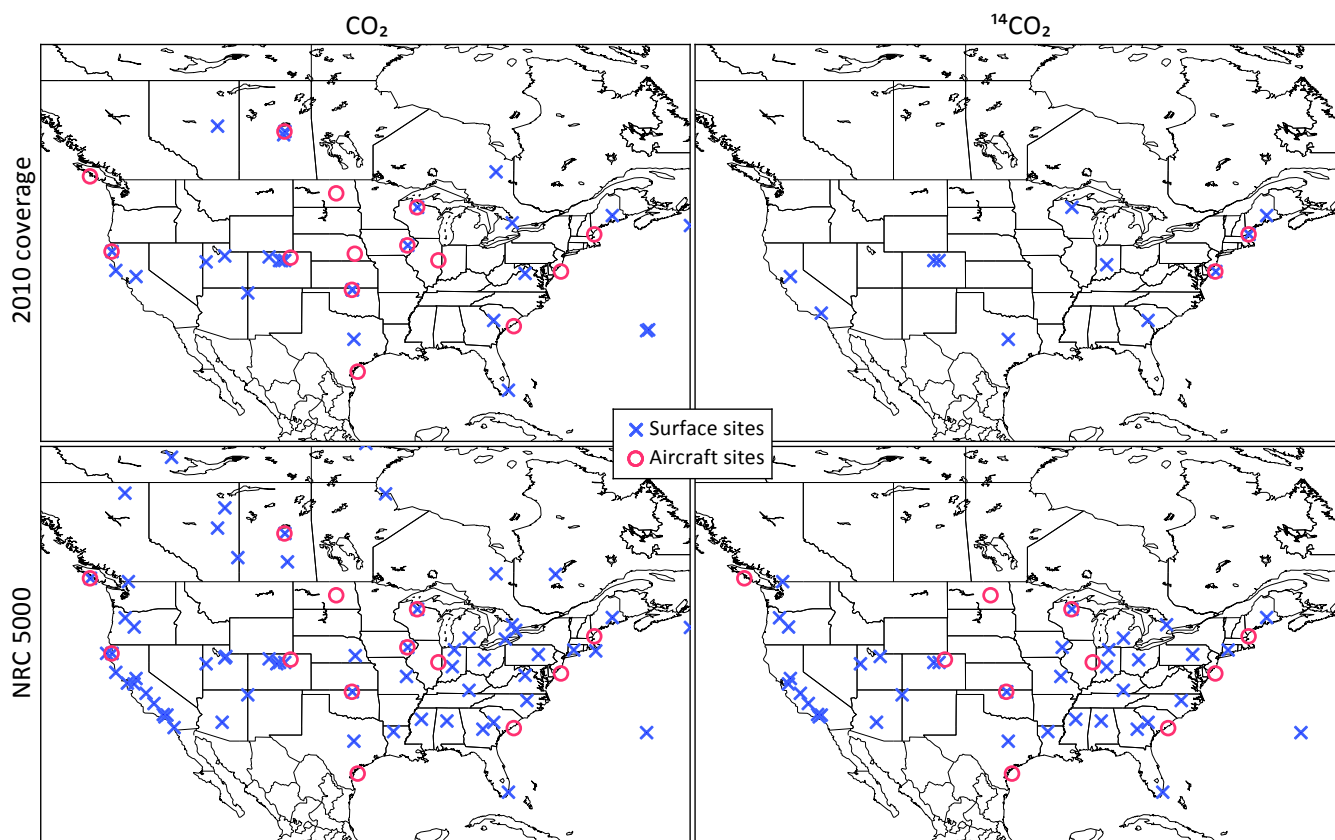 CO₂
¹⁴CO₂
2010 coverage
Surface sites
Aircraft sites
NRC 5000